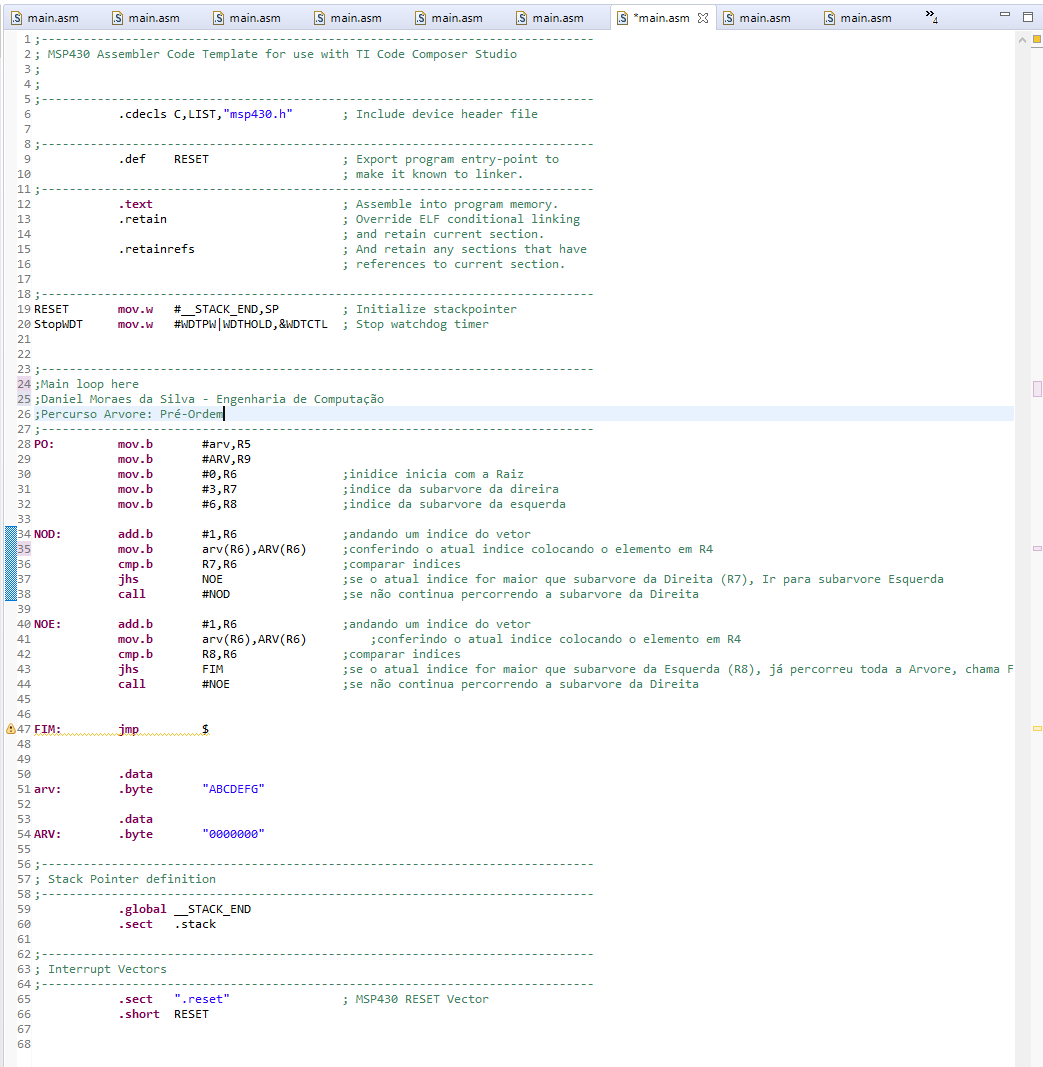 main.asm main.asm main.asm main.asm main.asm main.asm *main.asm main.asm main.asm »4
1 ;-------------------------------------------------------------------------------
2 ; MSP430 Assembler Code Template for use with TI Code Composer Studio
3 ;
4 ;
5 ;-------------------------------------------------------------------------------
6             .cdecls C,LIST,"msp430.h"       ; Include device header file
7
8 ;-------------------------------------------------------------------------------
9             .def    RESET                   ; Export program entry-point to
10                                             ; make it known to linker.
11 ;-------------------------------------------------------------------------------
12             .text                           ; Assemble into program memory.
13             .retain                         ; Override ELF conditional linking
14                                             ; and retain current section.
15             .retainrefs                     ; And retain any sections that have
16                                             ; references to current section.
17
18 ;-------------------------------------------------------------------------------
19 RESET       mov.w   #__STACK_END,SP         ; Initialize stackpointer
20 StopWDT     mov.w   #WDTPW|WDTHOLD,&WDTCTL  ; Stop watchdog timer
21
22
23 ;-------------------------------------------------------------------------------
24 ;Main loop here
25 ;Daniel Moraes da Silva - Engenharia de Computação
26 ;Percurso Arvore: Pré-Ordem
27 ;-------------------------------------------------------------------------------
28 PO:         mov.b       #arv,R5
29             mov.b       #ARV,R9
30             mov.b       #0,R6               ;inidice inicia com a Raiz
31             mov.b       #3,R7               ;indice da subarvore da direira
32             mov.b       #6,R8               ;indice da subarvore da esquerda
33
34 NOD:        add.b       #1,R6               ;andando um indice do vetor
35             mov.b       arv(R6),ARV(R6)     ;conferindo o atual indice colocando o elemento em R4
36             cmp.b       R7,R6               ;comparar indices
37             jhs         NOE                 ;se o atual indice for maior que subarvore da Direita (R7), Ir para subarvore Esquerda
38             call        #NOD                ;se não continua percorrendo a subarvore da Direita
39
40 NOE:        add.b       #1,R6               ;andando um indice do vetor
41             mov.b       arv(R6),ARV(R6)         ;conferindo o atual indice colocando o elemento em R4
42             cmp.b       R8,R6               ;comparar indices
43             jhs         FIM                 ;se o atual indice for maior que subarvore da Esquerda (R8), já percorreu toda a Arvore, chama F
44             call        #NOE                ;se não continua percorrendo a subarvore da Direita
45
46
47 FIM:        jmp         $
48
49
50             .data
51 arv:        .byte       "ABCDEFG"
52
53             .data
54 ARV:        .byte       "0000000"
55
56 ;-------------------------------------------------------------------------------
57 ; Stack Pointer definition
58 ;-------------------------------------------------------------------------------
59             .global __STACK_END
60             .sect   .stack
61
62 ;-------------------------------------------------------------------------------
63 ; Interrupt Vectors
64 ;-------------------------------------------------------------------------------
65             .sect   ".reset"                ; MSP430 RESET Vector
66             .short  RESET
67
68